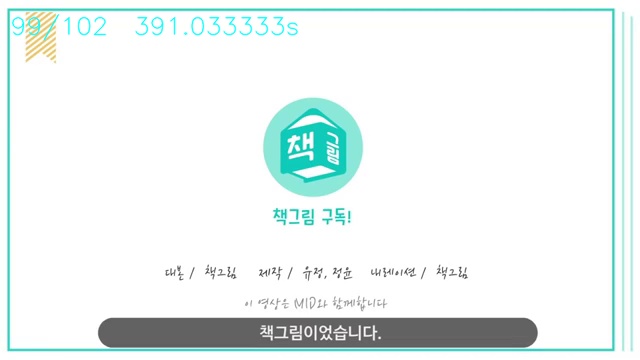 99/102 391.033333s
책그림
책그림 구독!
대본 / 책그림 제작 / 유정, 정윤 내레이션 / 책그림
이 영상은 MID와 함께합니다
책그림이었습니다.